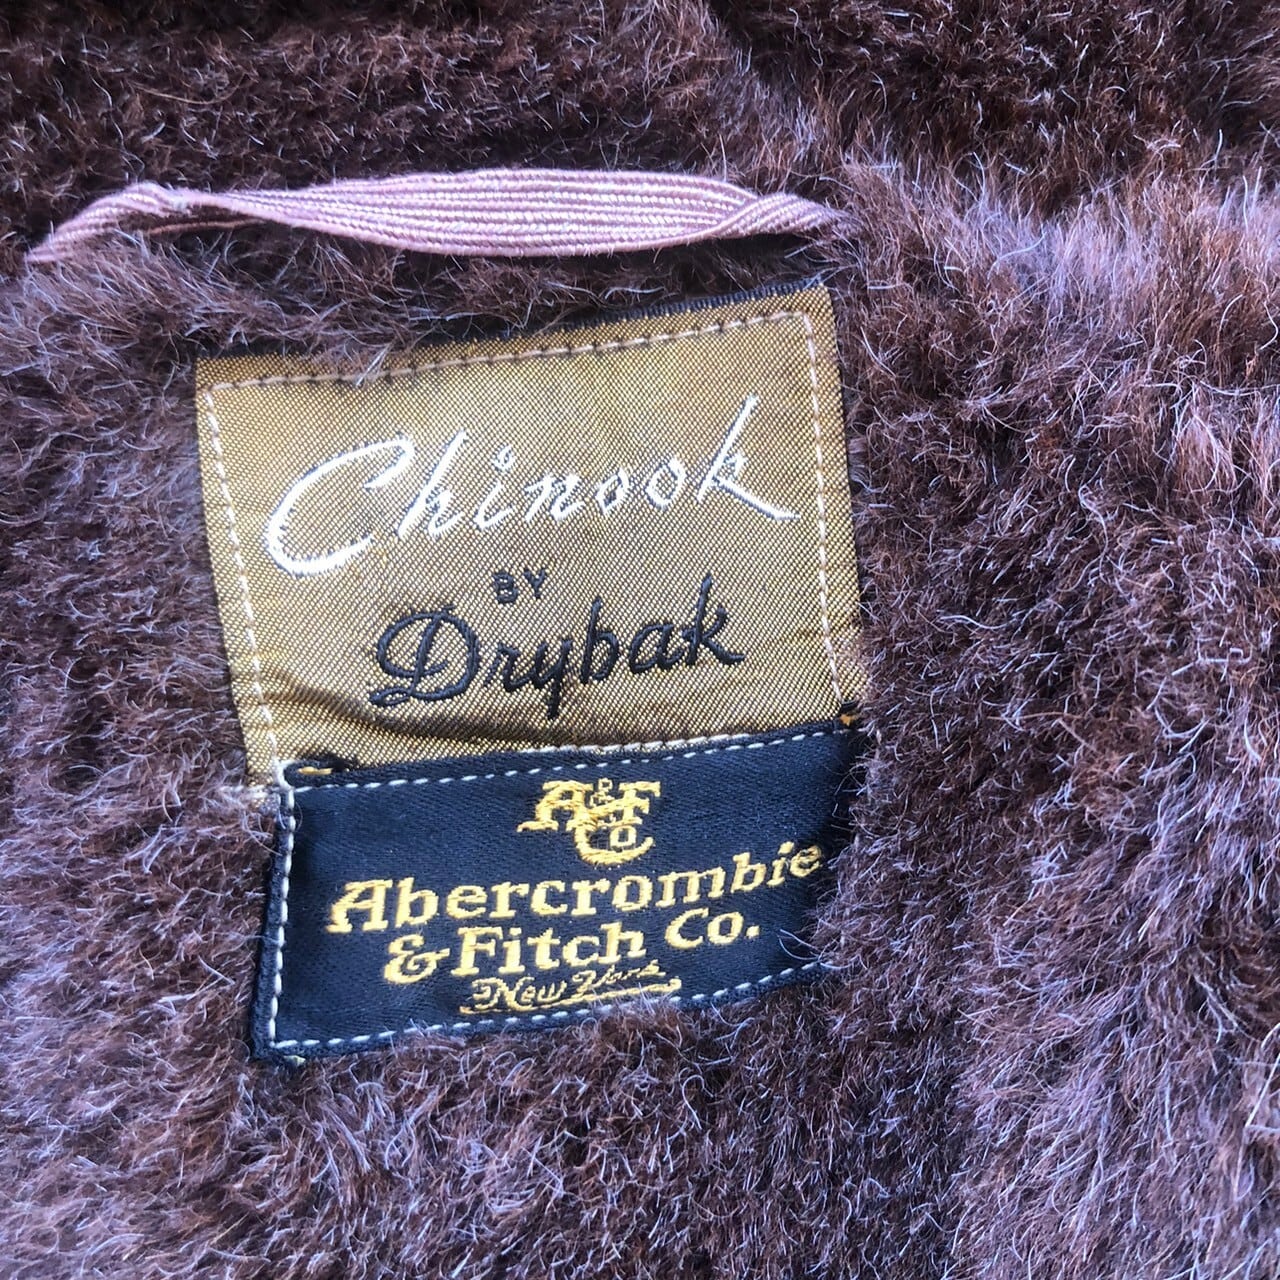 Chinook
BY
Drybak
A&F
Co
Abercrombie
& Fitch Co.
New York